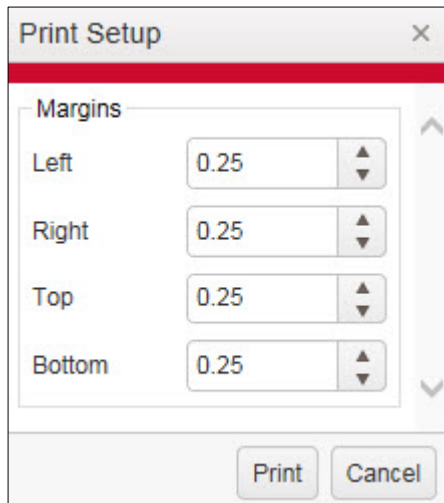 Print Setup
Margins
Left 0.25
Right 0.25
Top 0.25
Bottom 0.25
Print Cancel